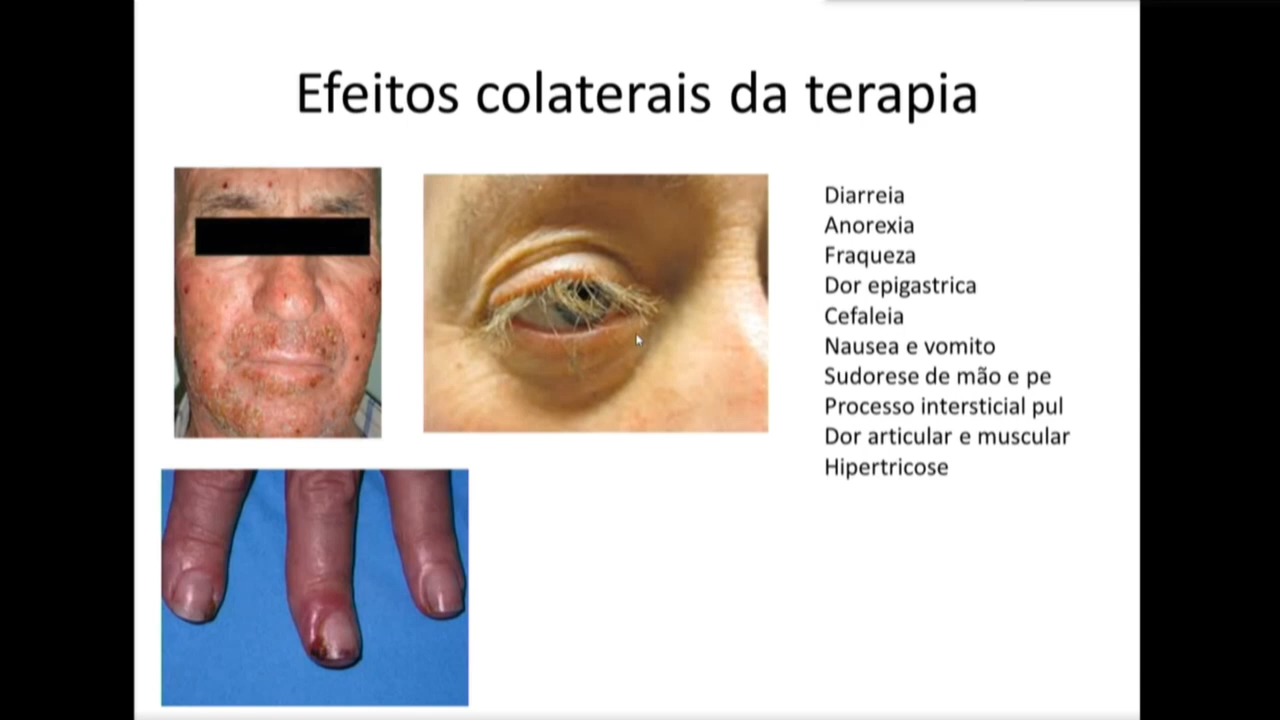 Efeitos colaterais da terapia
Diarreia
Anorexia
Fraqueza
Dor epigastrica
Cefaleia
Nausea e vomito
Sudorese de mão e pe
Processo intersticial pul
Dor articular e muscular
Hipertricose